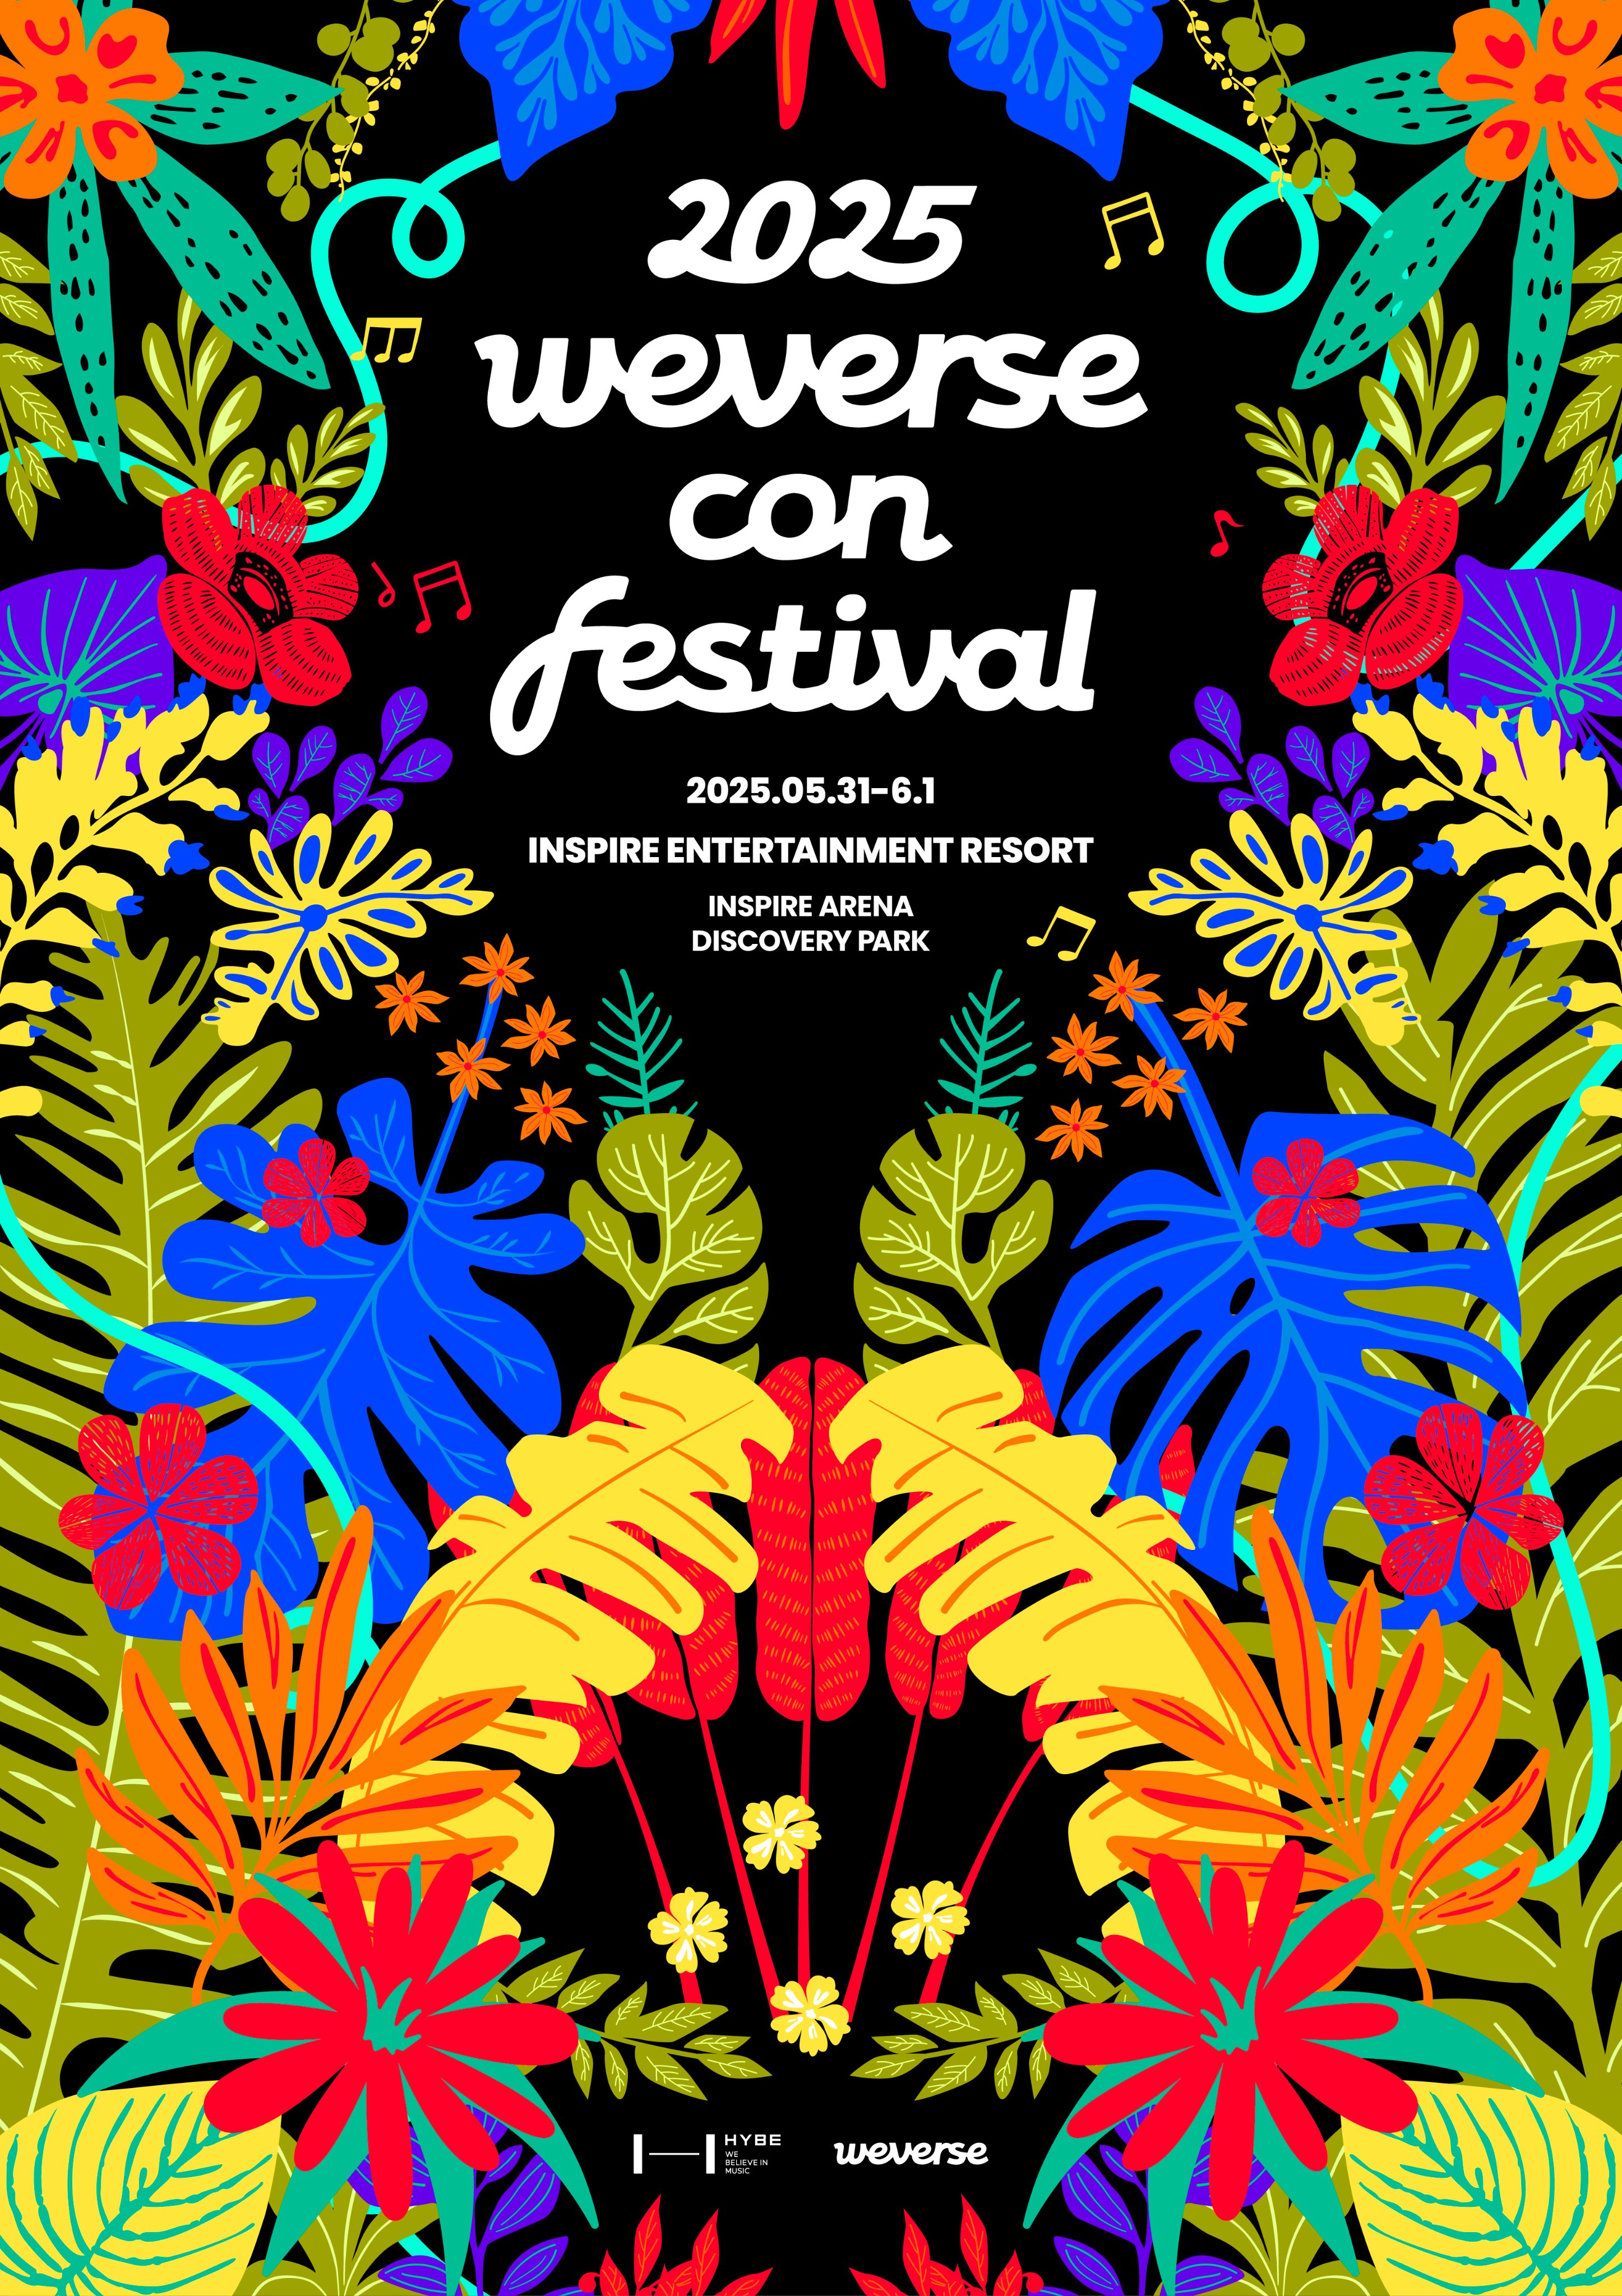 2025
weverse
con
festival
2025.05.31-6.1
INSPIRE ENTERTAINMENT RESORT
INSPIRE ARENA
DISCOVERY PARK
HYBE
WE
BELIEVE IN
MUSIC
weverse